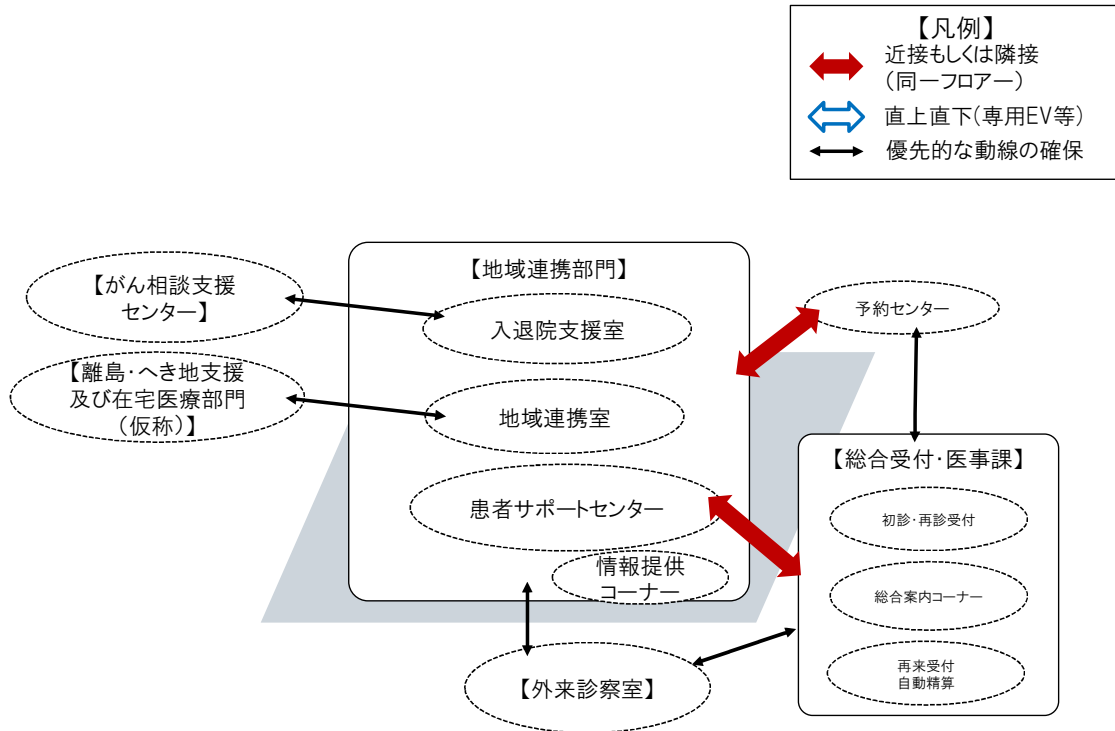 【凡例】
近接もしくは隣接
（同一フロアー）
直上直下(専用EV等)
優先的な動線の確保
【がん相談支援
センター】
【離島・へき地支援
及び在宅医療部門
（仮称）】
【地域連携部門】
入退院支援室
地域連携室
患者サポートセンター
情報提供
コーナー
予約センター
【総合受付・医事課】
初診・再診受付
総合案内コーナー
再来受付
自動精算
【外来診察室】